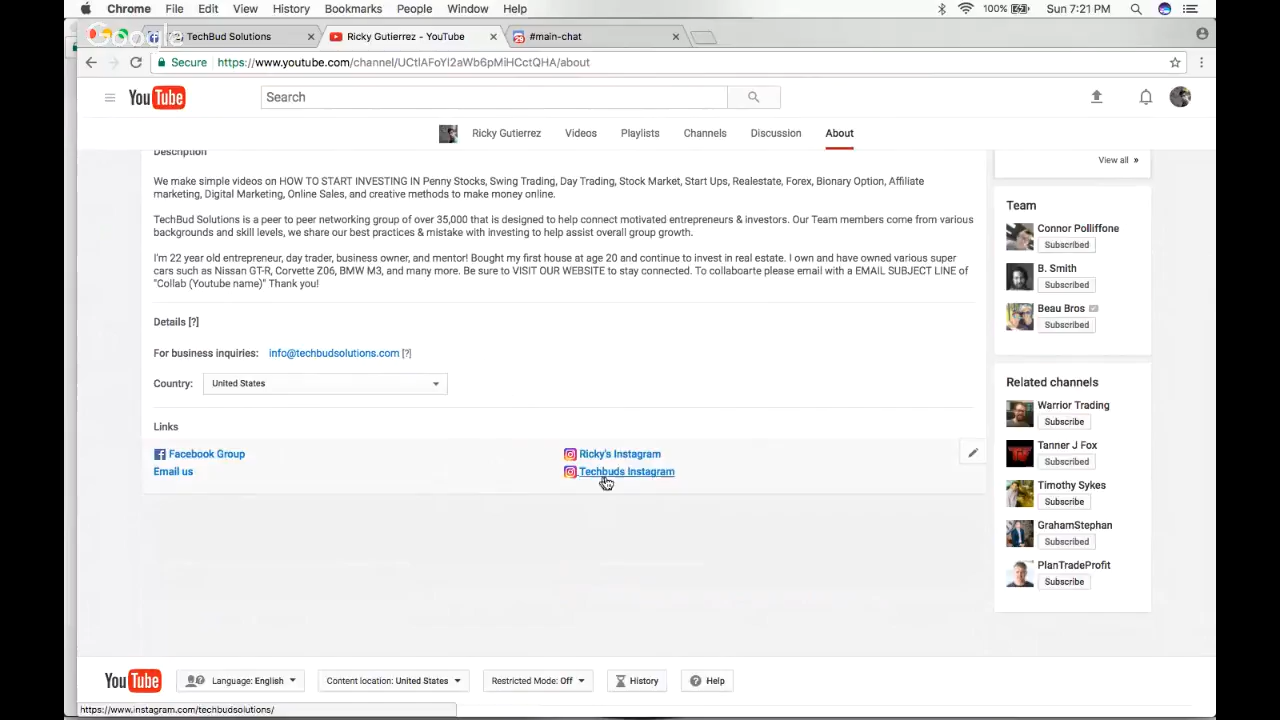 Chrome File Edit View History Bookmarks People Window Help 100% Sun 7:21 PM
Google
TechBud Solutions Ricky Gutierrez - YouTube #main-chat
Secure https://www.youtube.com/channel/UCtlAFoYl2aWb6pMiHCctQHA/about
YouTube Search
Ricky Gutierrez Videos Playlists Channels Discussion About
Description
We make simple videos on HOW TO START INVESTING IN Penny Stocks, Swing Trading, Day Trading, Stock Market, Start Ups, Realestate, Forex, Bionary Option, Affiliate
marketing, Digital Marketing, Online Sales, and creative methods to make money online.
TechBud Solutions is a peer to peer networking group of over 35,000 that is designed to help connect motivated entrepreneurs & investors. Our Team members come from various
backgrounds and skill levels, we share our best practices & mistake with investing to help assist overall group growth.
I'm 22 year old entrepreneur, day trader, business owner, and mentor! Bought my first house at age 20 and continue to invest in real estate. I own and have owned various super
cars such as Nissan GT-R, Corvette Z06, BMW M3, and many more. Be sure to VISIT OUR WEBSITE to stay connected. To collaboarte please email with a EMAIL SUBJECT LINE of
"Collab (Youtube name)" Thank you!
Details [?]
For business inquiries: info@techbudsolutions.com [?]
Country: United States
Links
Facebook Group
Email us
Ricky's Instagram
Techbuds Instagram
View all »
Team
Connor Polliffone
Subscribed
B. Smith
Subscribed
Beau Bros
Subscribed
Related channels
Warrior Trading
Subscribe
Tanner J Fox
Subscribed
Timothy Sykes
Subscribe
GrahamStephan
Subscribed
PlanTradeProfit
Subscribe
YouTube Language: English Content location: United States Restricted Mode: Off History Help
https://www.instagram.com/techbudsolutions/